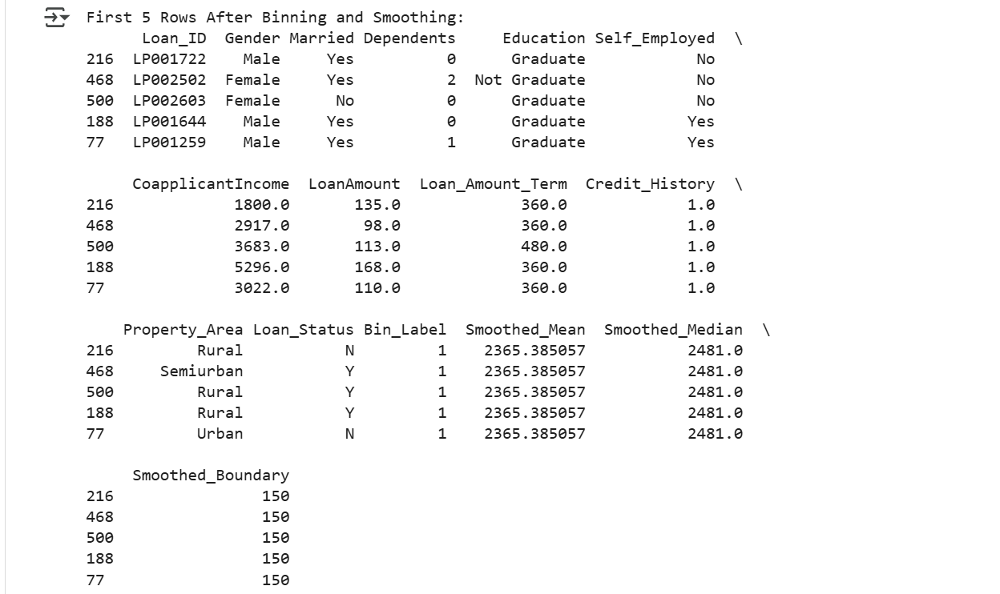 First 5 Rows After Binning and Smoothing:
      Loan_ID  Gender Married Dependents     Education Self_Employed  \
216  LP001722    Male     Yes          0      Graduate            No
468  LP002502  Female     Yes          2  Not Graduate            No
500  LP002603  Female      No          0      Graduate            No
188  LP001644    Male     Yes          0      Graduate           Yes
77   LP001259    Male     Yes          1      Graduate           Yes

     CoapplicantIncome  LoanAmount  Loan_Amount_Term  Credit_History  \
216             1800.0       135.0             360.0             1.0
468             2917.0        98.0             360.0             1.0
500             3683.0       113.0             480.0             1.0
188             5296.0       168.0             360.0             1.0
77              3022.0       110.0             360.0             1.0

    Property_Area Loan_Status Bin_Label  Smoothed_Mean  Smoothed_Median  \
216         Rural           N         1    2365.385057           2481.0
468     Semiurban           Y         1    2365.385057           2481.0
500         Rural           Y         1    2365.385057           2481.0
188         Rural           Y         1    2365.385057           2481.0
77          Urban           N         1    2365.385057           2481.0

     Smoothed_Boundary
216                150
468                150
500                150
188                150
77                 150